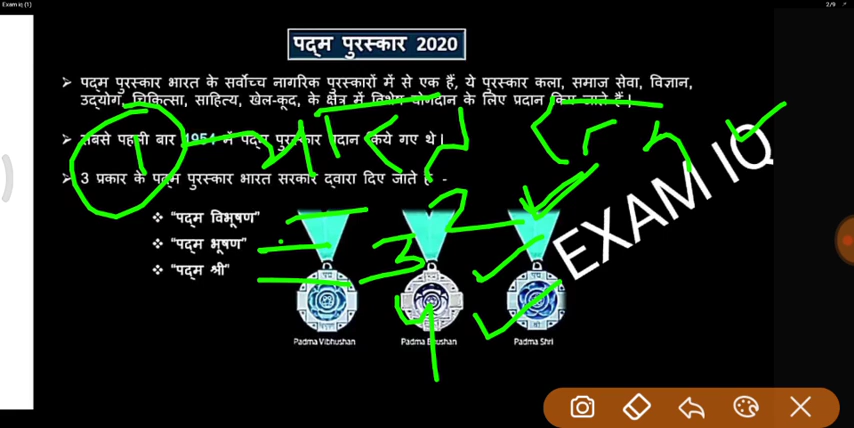 Exam iq (1)
2/9
पद्म पुरस्कार 2020
➤ पद्म पुरस्कार भारत के सर्वोच्च नागरिक पुरस्कारों में से एक हैं, ये पुरस्कार कला, समाज सेवा, विज्ञान,
उद्योग, चिकित्सा, साहित्य, खेल-कूद, के क्षेत्र में विशेष योगदान के लिए प्रदान किए जाते हैं।
➤ सबसे पहली बार 1954 में पद्म पुरस्कार प्रदान किये गए थे।
➤ 3 प्रकार के पद्म पुरस्कार भारत सरकार द्वारा दिए जाते हैं -
❖ "पद्म विभूषण"
❖ "पद्म भूषण"
❖ "पद्म श्री"
EXAM IQ
Padma Vibhushan
Padma Bhushan
Padma Shri